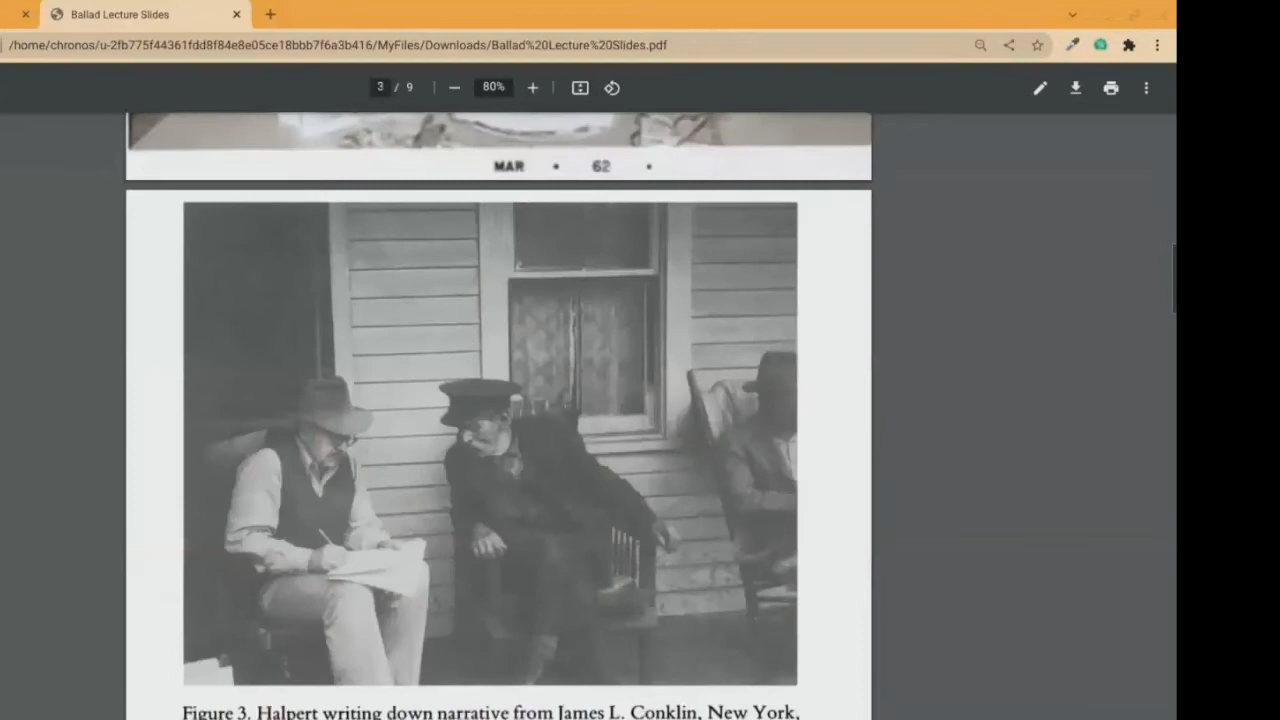 Ballad Lecture Slides
/home/chronos/u-2fb775f44361fdd8f84e8e05ce18bbb7f6a3b416/MyFiles/Downloads/Ballad%20Lecture%20Slides.pdf
3 / 9
80%
MAR • 62 •
Figure 3. Halpert writing down narrative from James L. Conklin, New York,